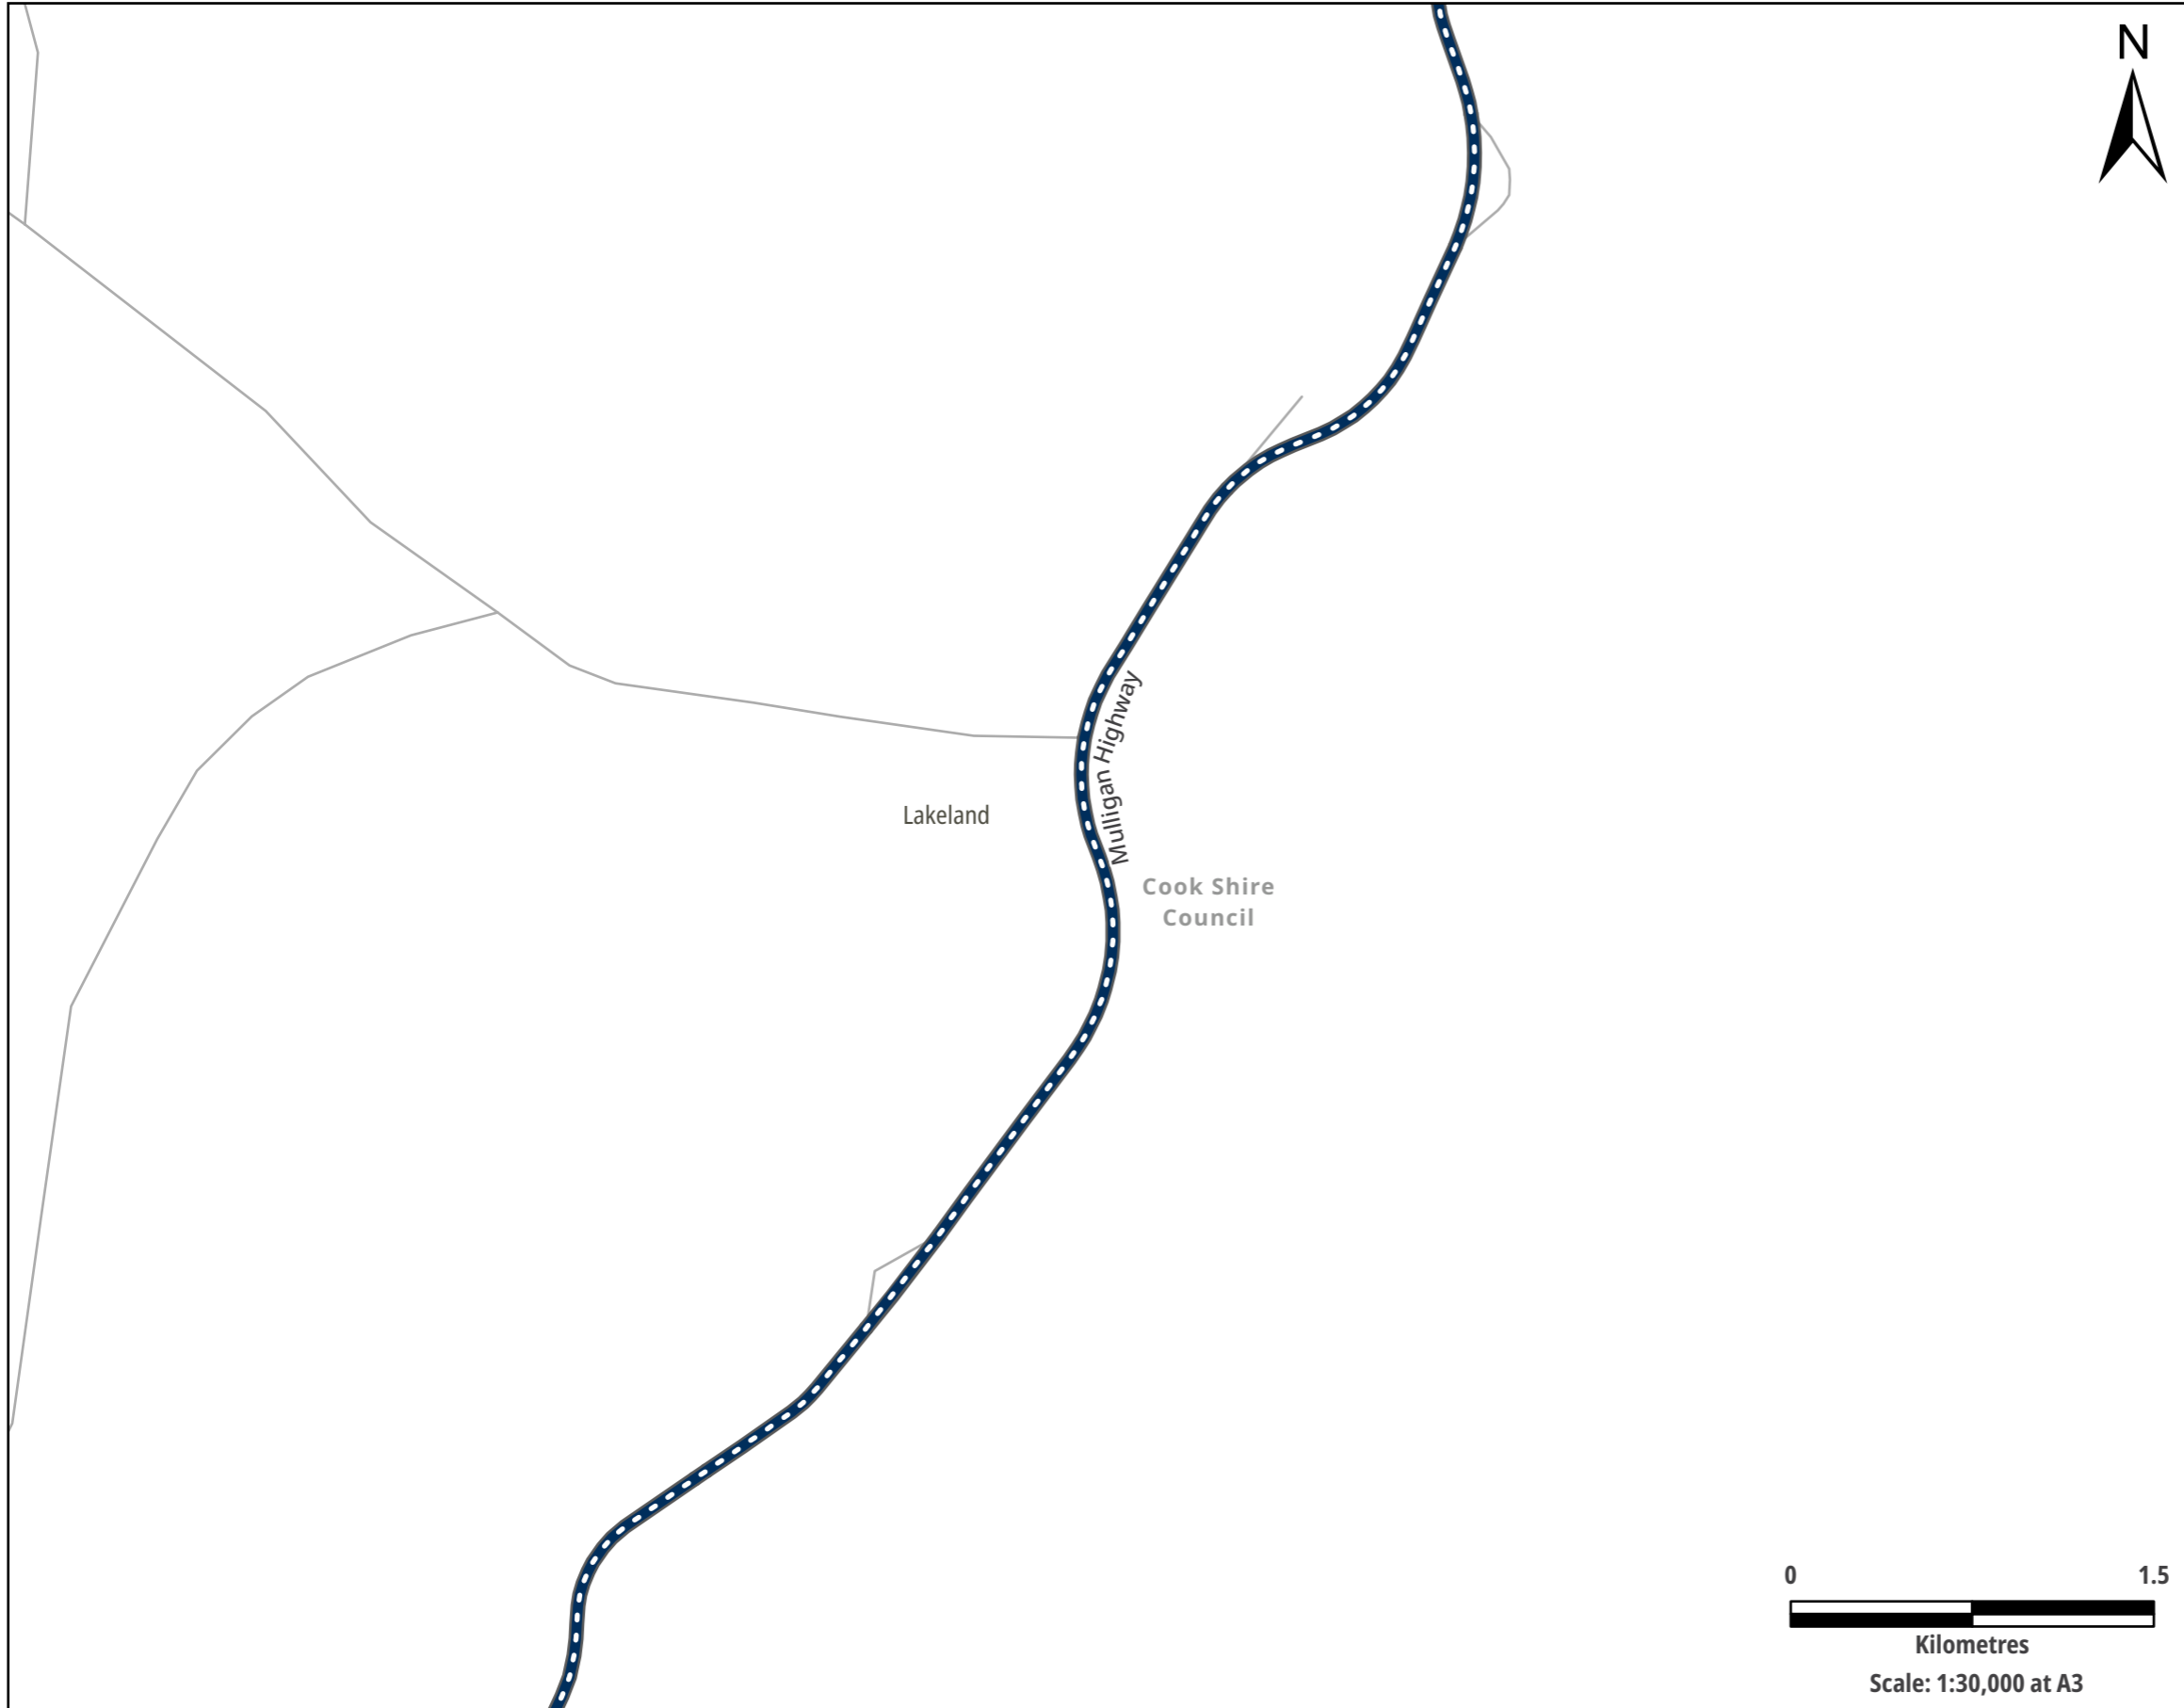 N
Mulligan Highway
Lakeland
Cook Shire
Council
0 1.5
Kilometres
Scale: 1:30,000 at A3